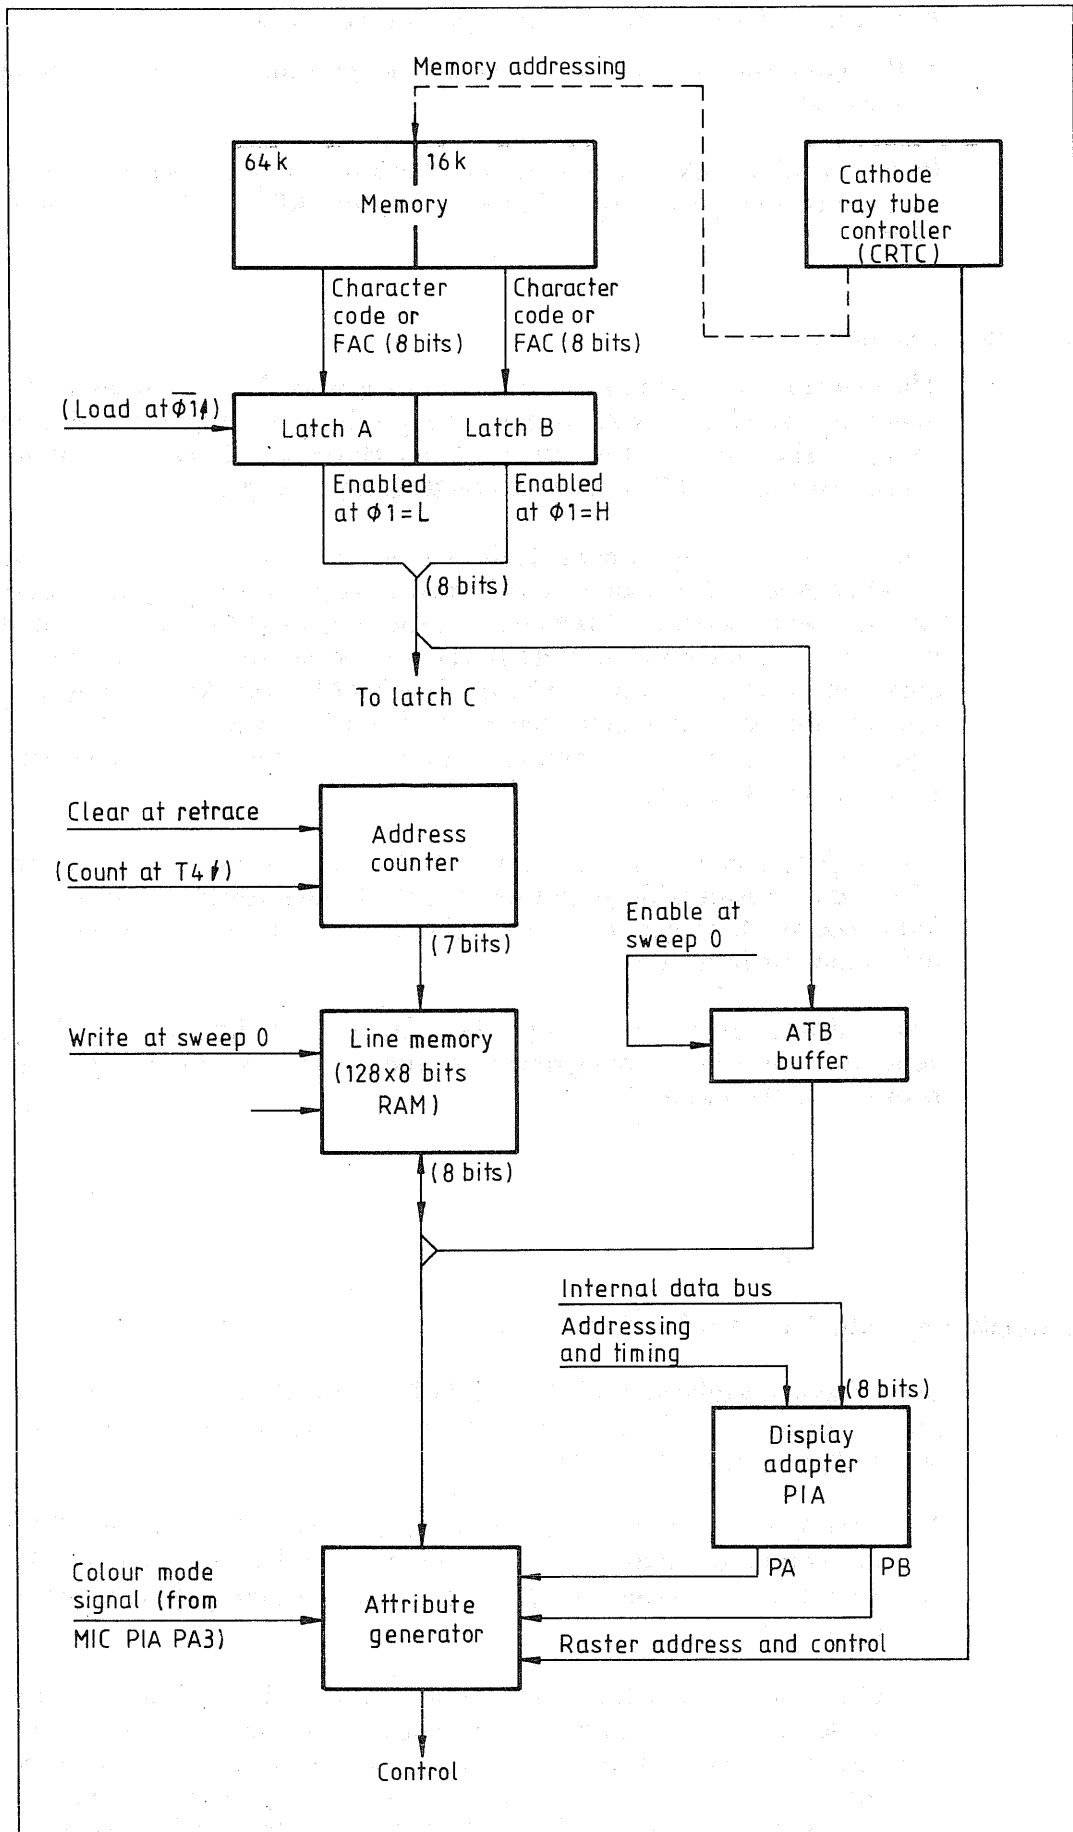 Memory addressing
64k
16k
Memory
Cathode
ray tube
controller
(CRTC)
Character
code or
FAC (8 bits)
Character
code or
FAC (8 bits)
(Load at ϕ̅1̅↑)
Latch A
Latch B
Enabled
at ϕ1=L
Enabled
at ϕ1=H
(8 bits)
To latch C
Clear at retrace
(Count at T4↑)
Address
counter
(7 bits)
Enable at
sweep 0
Write at sweep 0
Line memory
(128x8 bits
RAM)
ATB
buffer
(8 bits)
Internal data bus
Addressing
and timing
(8 bits)
Display
adapter
PIA
PA
PB
Colour mode
signal (from
MIC PIA PA3)
Attribute
generator
Raster address and control
Control